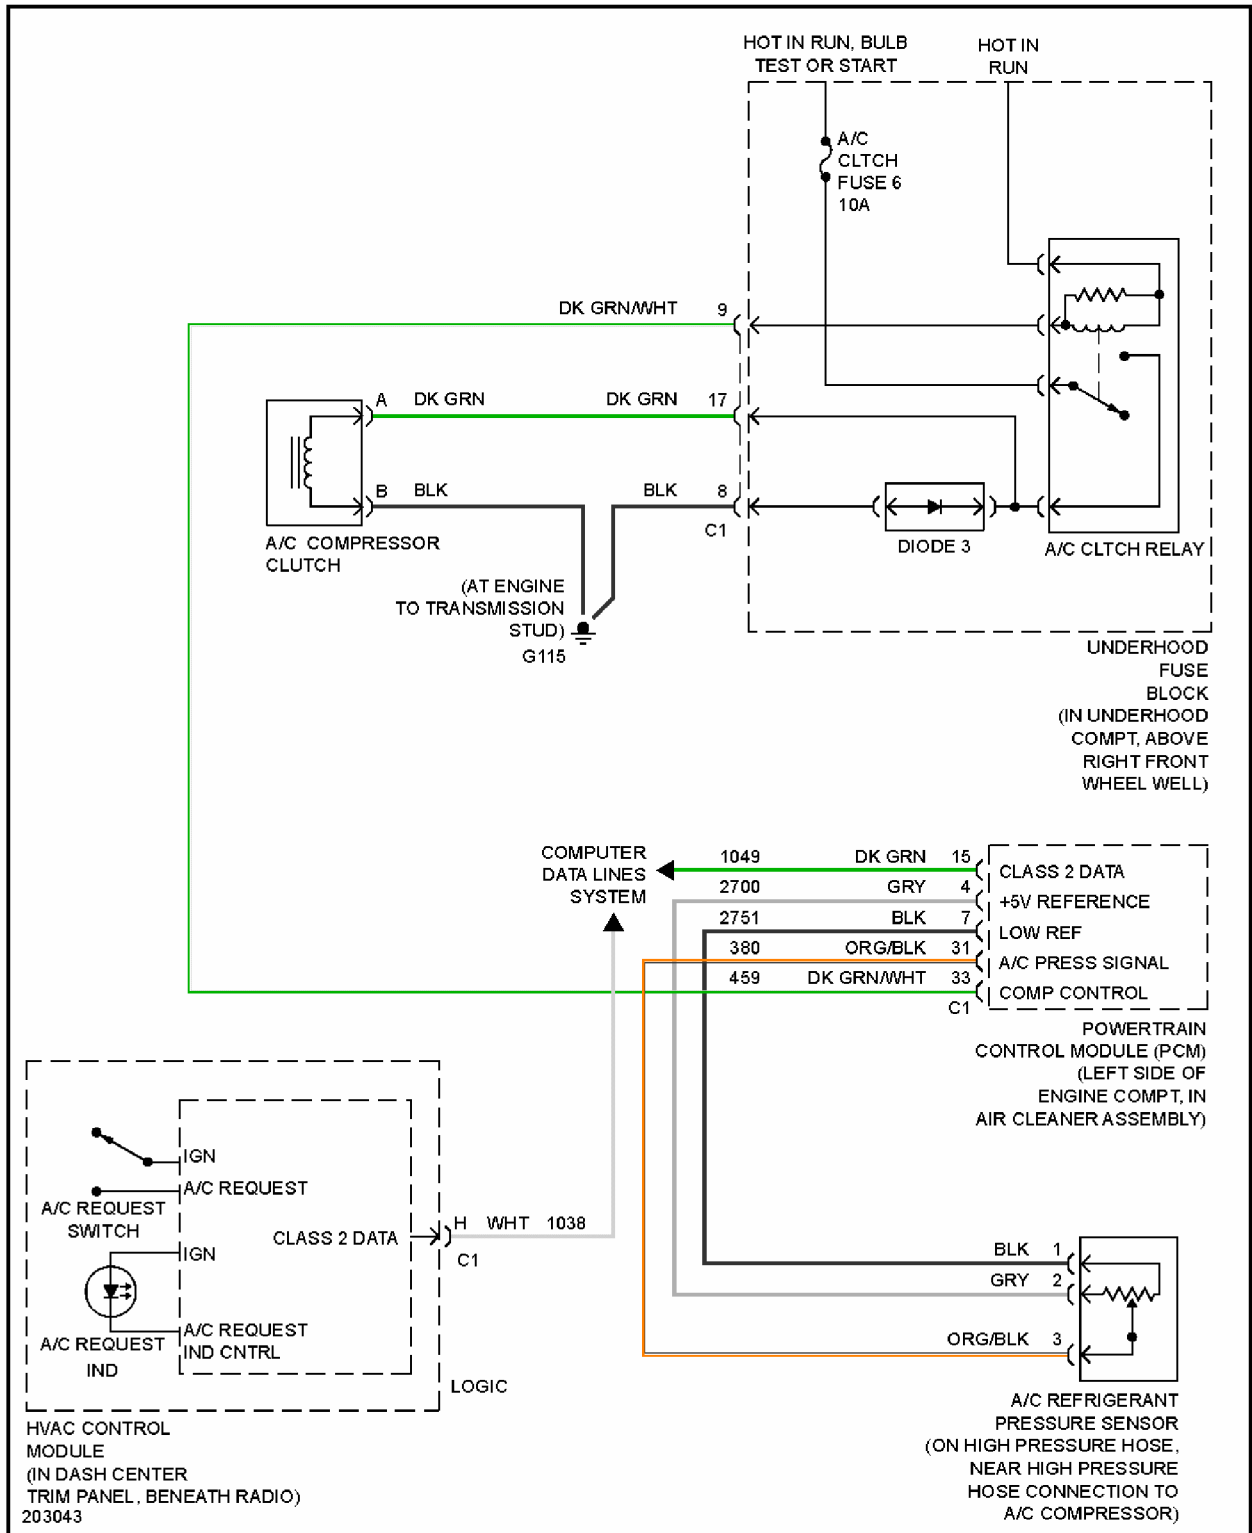 HOT IN RUN, BULB
TEST OR START
HOT IN
RUN
A/C
CLTCH
FUSE 6
10A
DK GRN/WHT 9
A DK GRN DK GRN 17
B BLK BLK 8
C1
DIODE 3
A/C CLTCH RELAY
A/C COMPRESSOR
CLUTCH
(AT ENGINE
TO TRANSMISSION
STUD)
G115
UNDERHOOD
FUSE
BLOCK
(IN UNDERHOOD
COMPT, ABOVE
RIGHT FRONT
WHEEL WELL)
COMPUTER
DATA LINES
SYSTEM
1049 DK GRN 15 CLASS 2 DATA
2700 GRY 4 +5V REFERENCE
2751 BLK 7 LOW REF
380 ORG/BLK 31 A/C PRESS SIGNAL
459 DK GRN/WHT 33 COMP CONTROL
C1
POWERTRAIN
CONTROL MODULE (PCM)
(LEFT SIDE OF
ENGINE COMPT, IN
AIR CLEANER ASSEMBLY)
IGN
A/C REQUEST
A/C REQUEST
SWITCH
CLASS 2 DATA
H WHT 1038
C1
IGN
A/C REQUEST
IND CNTRL
A/C REQUEST
IND
LOGIC
HVAC CONTROL
MODULE
(IN DASH CENTER
TRIM PANEL, BENEATH RADIO)
203043
BLK 1
GRY 2
ORG/BLK 3
A/C REFRIGERANT
PRESSURE SENSOR
(ON HIGH PRESSURE HOSE,
NEAR HIGH PRESSURE
HOSE CONNECTION TO
A/C COMPRESSOR)